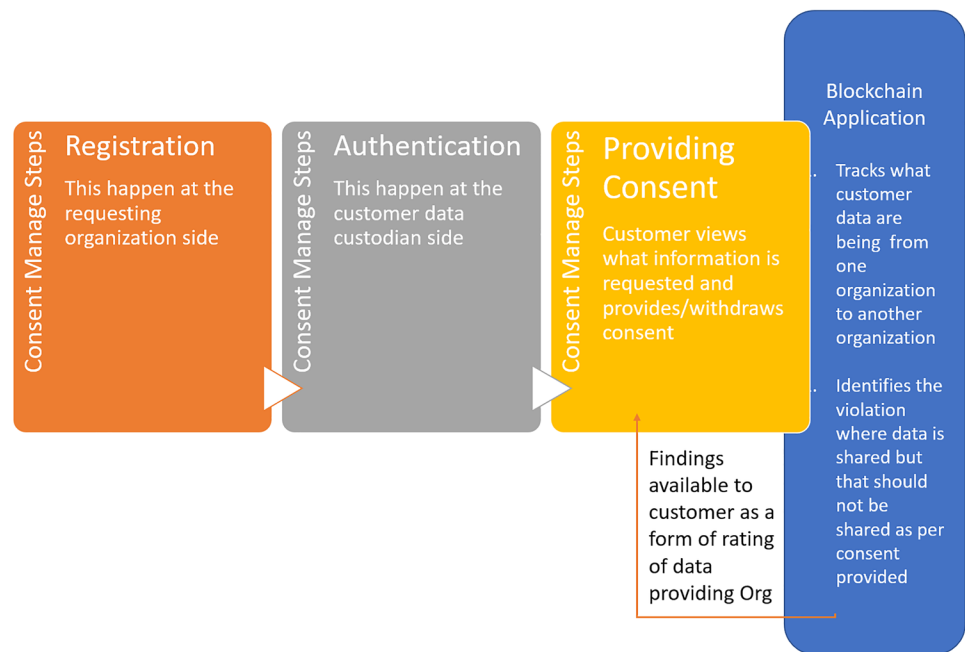 Consent Manage Steps
Registration
This happen at the
requesting
organization side
Consent Manage Steps
Authentication
This happen at the
customer data
custodian side
Consent Manage Steps
Providing
Consent
Customer views
what information is
requested and
provides/withdraws
consent
Blockchain
Application
. Tracks what
customer
data are
being from
one
organization
to another
organization
. Identifies the
violation
where data is
shared but
that should
not be
shared as per
consent
provided
Findings
available to
customer as a
form of rating
of data
providing Org